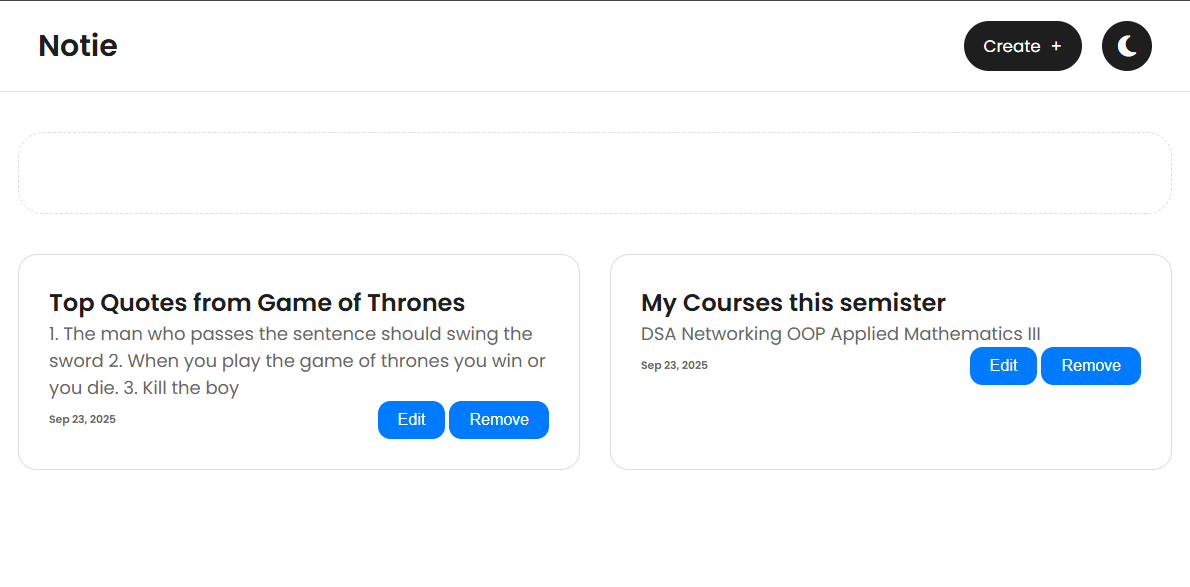 Notie
Create +
Top Quotes from Game of Thrones
1. The man who passes the sentence should swing the
sword 2. When you play the game of thrones you win or
you die. 3. Kill the boy
Sep 23, 2025
Edit
Remove
My Courses this semister
DSA Networking OOP Applied Mathematics III
Sep 23, 2025
Edit
Remove